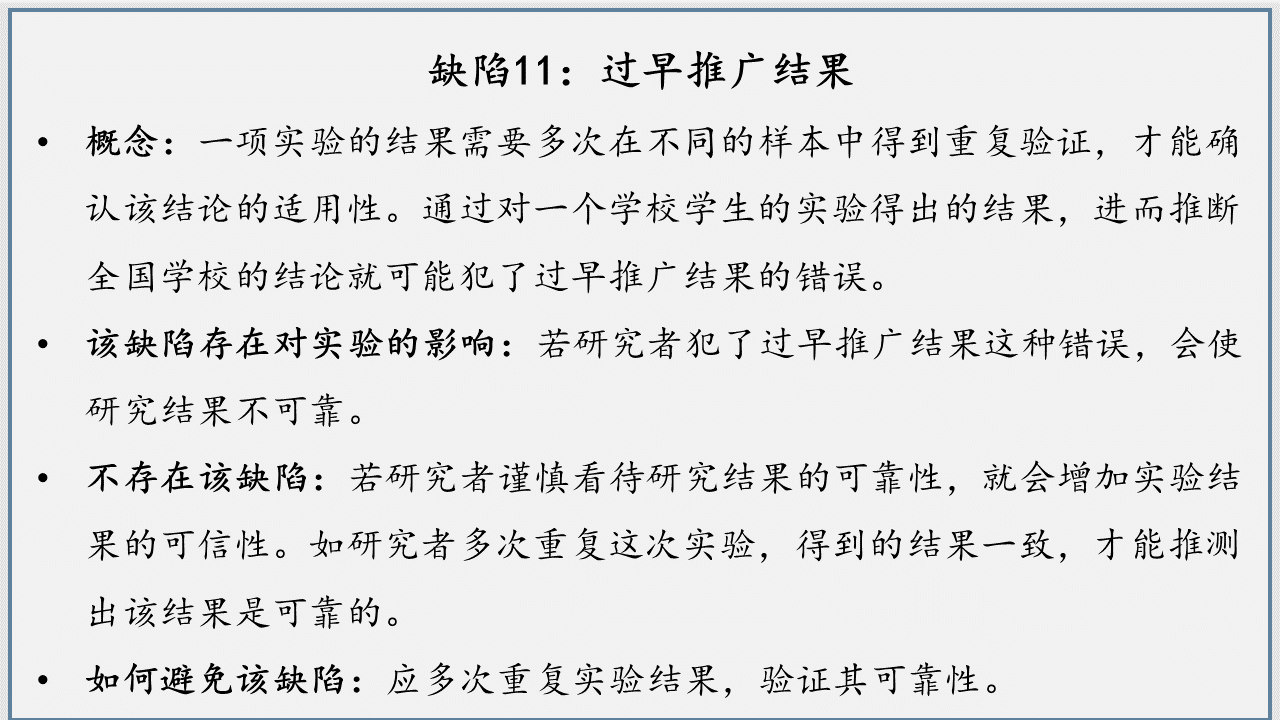 缺陷11：过早推广结果
• 概念：一项实验的结果需要多次在不同的样本中得到重复验证，才能确
认该结论的适用性。通过对一个学校学生的实验得出的结果，进而推断
全国学校的结论就可能犯了过早推广结果的错误。
• 该缺陷存在对实验的影响：若研究者犯了过早推广结果这种错误，会使
研究结果不可靠。
• 不存在该缺陷：若研究者谨慎看待研究结果的可靠性，就会增加实验结
果的可信性。如研究者多次重复这次实验，得到的结果一致，才能推测
出该结果是可靠的。
• 如何避免该缺陷：应多次重复实验结果，验证其可靠性。